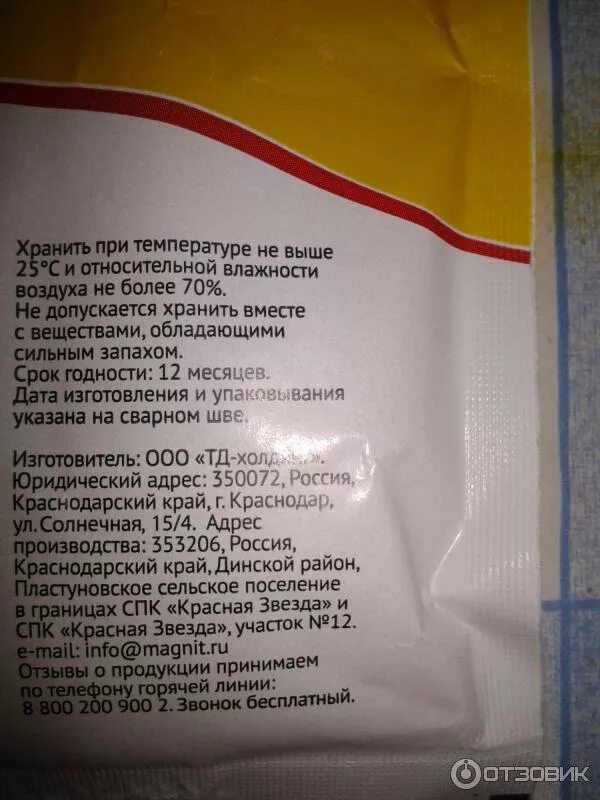 Хранить при температуре не выше
25°С и относительной влажности
воздуха не более 70%.
Не допускается хранить вместе
с веществами, обладающими
сильным запахом.
Срок годности: 12 месяцев.
Дата изготовления и упаковывания
указана на сварном шве.
Изготовитель: ООО «ТД-холдинг».
Юридический адрес: 350072, Россия,
Краснодарский край, г. Краснодар,
ул.Солнечная, 15/4. Адрес
производства: 353206, Россия,
Краснодарский край, Динской район,
Пластуновское сельское поселение
в границах СПК «Красная Звезда» и
СПК «Красная Звезда», участок №12.
e-mail: info@magnit.ru
Отзывы о продукции принимаем
по телефону горячей линии:
8 800 200 900 2. Звонок бесплатный.
ОТЗОВИК